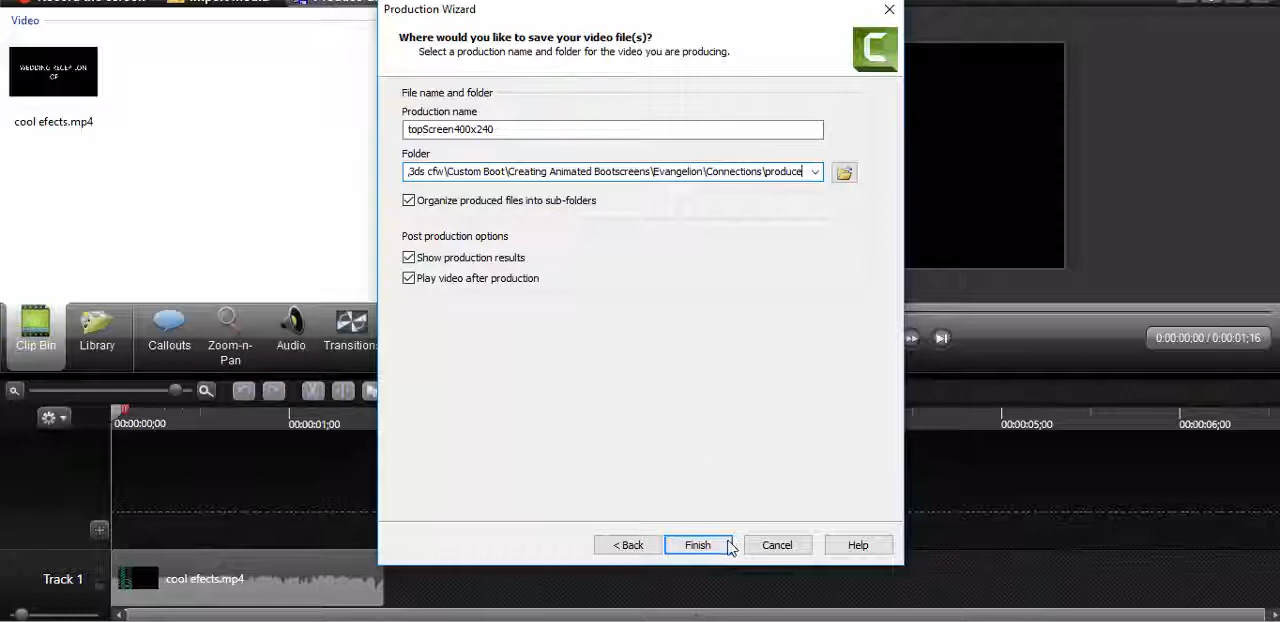 Production Wizard
Where would you like to save your video file(s)?
Select a production name and folder for the video you are producing.
Video
WEDDING RECEPTION
OF
cool efects.mp4
File name and folder
Production name
topScreen400x240
Folder
,3ds cfw\Custom Boot\Creating Animated Bootscreens\Evangelion\Connections\produce
Organize produced files into sub-folders
Post production options
Show production results
Play video after production
Clip Bin
Library
Callouts
Zoom-n-
Pan
Audio
Transition
0:00:00;00 / 0:00:01;16
00:00:00;00
00:00:01;00
00:00:05;00
00:00:06;00
< Back
Finish
Cancel
Help
Track 1
cool efects.mp4